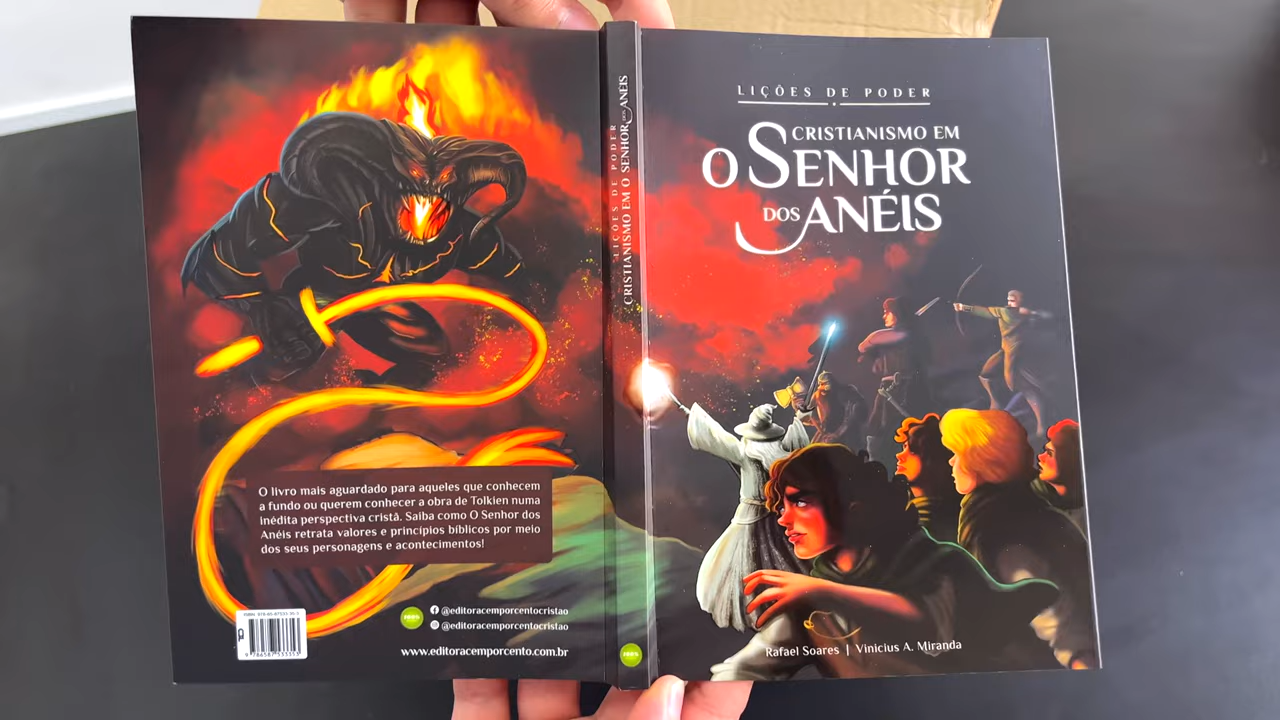 O livro mais aguardado para aqueles que conhecem
a fundo ou querem conhecer a obra de Tolkien numa
inédita perspectiva cristã. Saiba como O Senhor dos
Anéis retrata valores e princípios bíblicos por meio
dos seus personagens e acontecimentos!
@editoracemporcentocristao
@editoracemporcentocristao
www.editoracemporcento.com.br
9 786587 533353
LIÇÕES DE PODER
CRISTIANISMO EM O SENHOR DOS ANÉIS
LIÇÕES DE PODER
CRISTIANISMO EM
O SENHOR
DOS ANÉIS
Rafael Soares | Vinicius A. Miranda